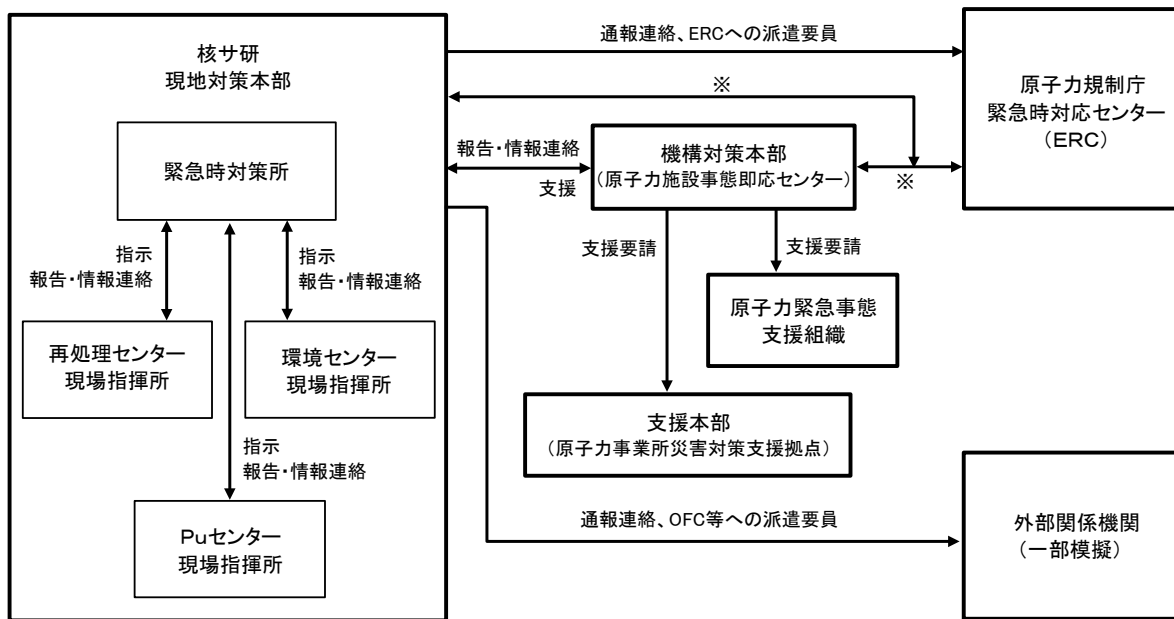 核サ研
現地対策本部
緊急時対策所
指示
報告・情報連絡
指示
報告・情報連絡
再処理センター
現場指揮所
環境センター
現場指揮所
指示
報告・情報連絡
Puセンター
現場指揮所
通報連絡、ERCへの派遣要員
※
報告・情報連絡
支援
機構対策本部
(原子力施設事態即応センター)
※
原子力規制庁
緊急時対応センター
(ERC)
支援要請
支援要請
原子力緊急事態
支援組織
支援本部
(原子力事業所災害対策支援拠点)
通報連絡、OFC等への派遣要員
外部関係機関
(一部模擬)